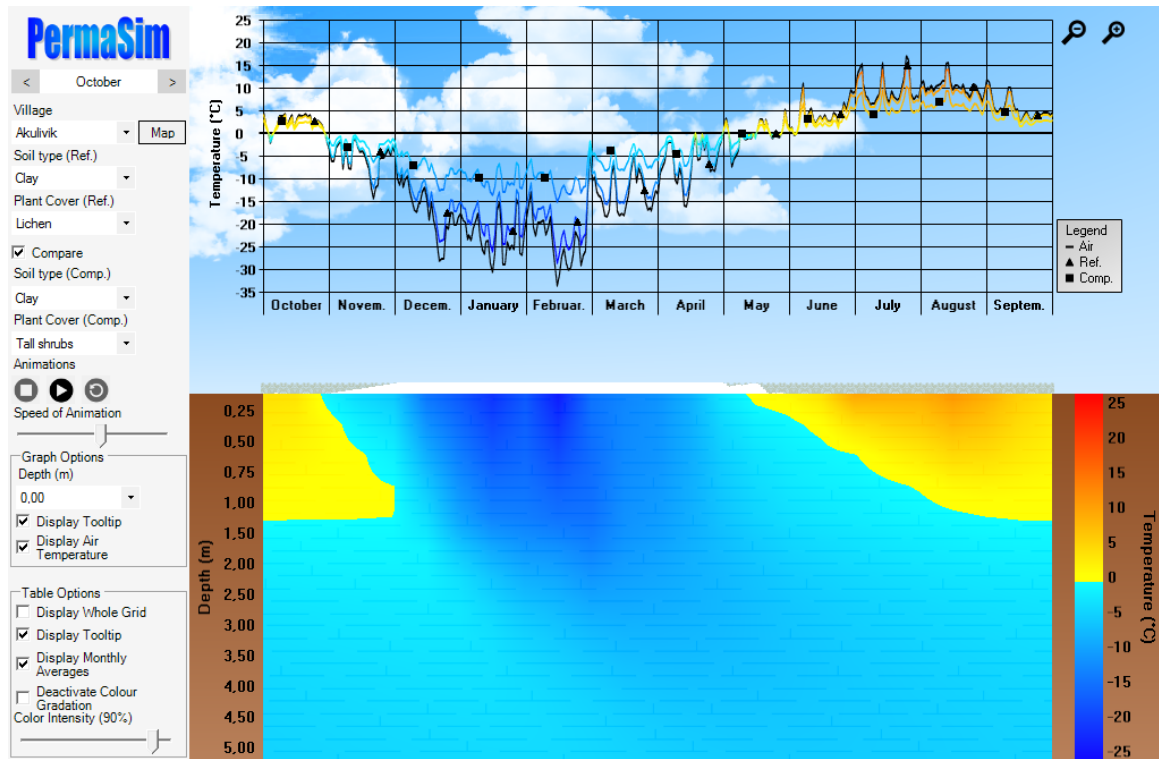 PermaSim
< October >
Village
Akulivik
Map
Soil type (Ref.)
Clay
Plant Cover (Ref.)
Lichen
Compare
Soil type (Comp.)
Clay
Plant Cover (Comp.)
Tall shrubs
Animations
Speed of Animation
Graph Options
Depth (m)
0,00
Display Tooltip
Display Air
Temperature
Table Options
Display Whole Grid
Display Tooltip
Display Monthly
Averages
Deactivate Colour
Gradation
Color Intensity (90%)
Temperature (°C)
25
20
15
10
5
0
-5
-10
-15
-20
-25
-30
-35
October Novem. Decem. January Februar. March April May June July August Septem.
Legend
Air
Ref.
Comp.
Depth (m)
0,25
0,50
0,75
1,00
1,50
2,00
2,50
3,00
3,50
4,00
4,50
5,00
25
20
15
10
5
0
-5
-10
-15
-20
-25
Temperature (°C)